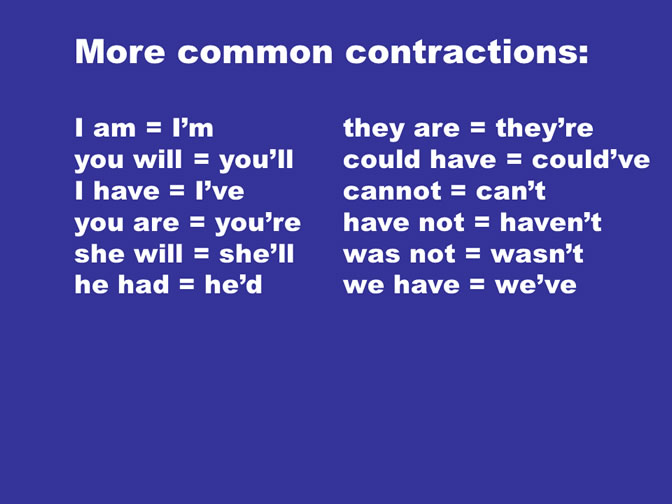 More common contractions:
I am = I’m
you will = you’ll
I have = I’ve
you are = you’re
she will = she’ll
he had = he’d
they are = they’re
could have = could’ve
cannot = can’t
have not = haven’t
was not = wasn’t
we have = we’ve